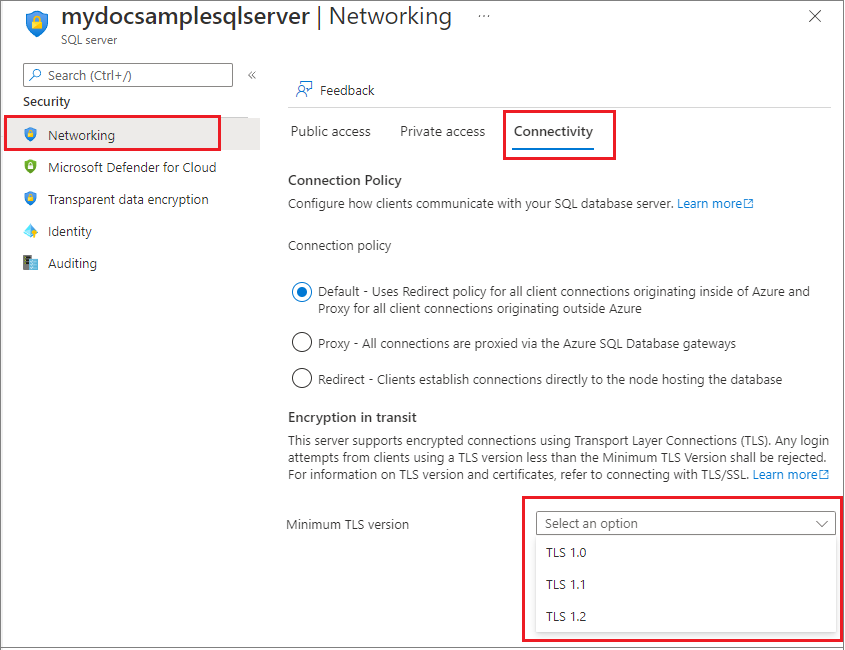 mydocsamplesqlserver | Networking ...
SQL server
Search (Ctrl+/)
«
Security
Networking
Microsoft Defender for Cloud
Transparent data encryption
Identity
Auditing
Feedback
Public access Private access Connectivity
Connection Policy
Configure how clients communicate with your SQL database server. Learn more
Connection policy
Default - Uses Redirect policy for all client connections originating inside of Azure and
Proxy for all client connections originating outside Azure
Proxy - All connections are proxied via the Azure SQL Database gateways
Redirect - Clients establish connections directly to the node hosting the database
Encryption in transit
This server supports encrypted connections using Transport Layer Connections (TLS). Any login
attempts from clients using a TLS version less than the Minimum TLS Version shall be rejected.
For information on TLS version and certificates, refer to connecting with TLS/SSL. Learn more
Minimum TLS version
Select an option
TLS 1.0
TLS 1.1
TLS 1.2